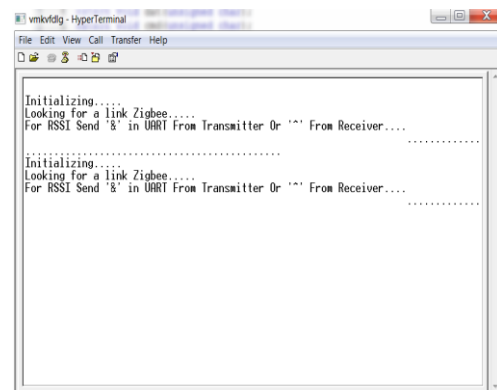 vmkvfdlg - HyperTerminal
File Edit View Call Transfer Help
Initializing.....
Looking for a link Zigbee.....
For RSSI Send '&' in UART From Transmitter Or '^' From Receiver....
.............
.............................................
Initializing.....
Looking for a link Zigbee.....
For RSSI Send '&' in UART From Transmitter Or '^' From Receiver....
.............